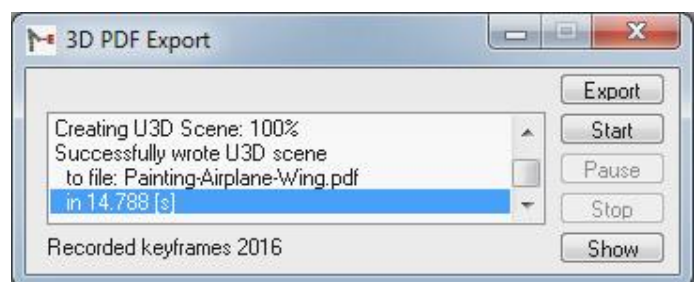 3D PDF Export
Export
Creating U3D Scene: 100%
Successfully wrote U3D scene
to file: Painting-Airplane-Wing.pdf
in 14.788 [s]
Start
Pause
Stop
Recorded keyframes 2016
Show